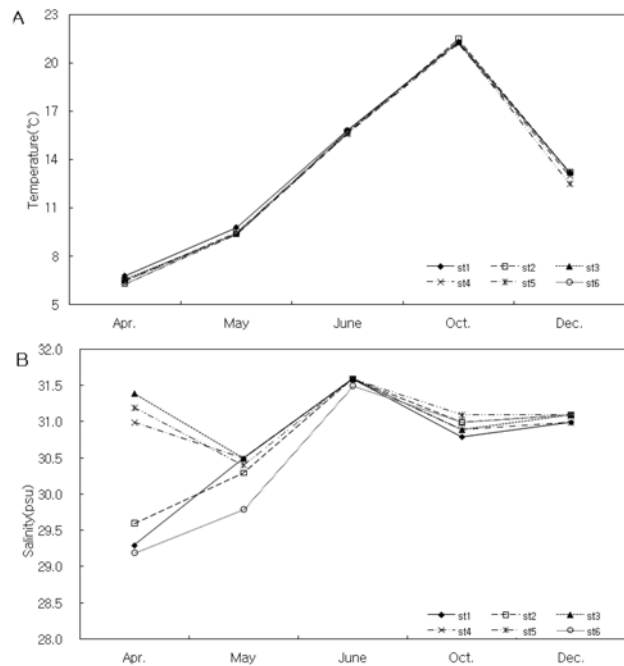 A
23
20
17
14
11
8
5
Temperature(℃)
Apr. May June Oct. Dec.
st1 st2 st3
st4 st5 st6
B
32.0
31.5
31.0
30.5
30.0
29.5
29.0
28.5
28.0
Salinity(psu)
Apr. May June Oct. Dec.
st1 st2 st3
st4 st5 st6